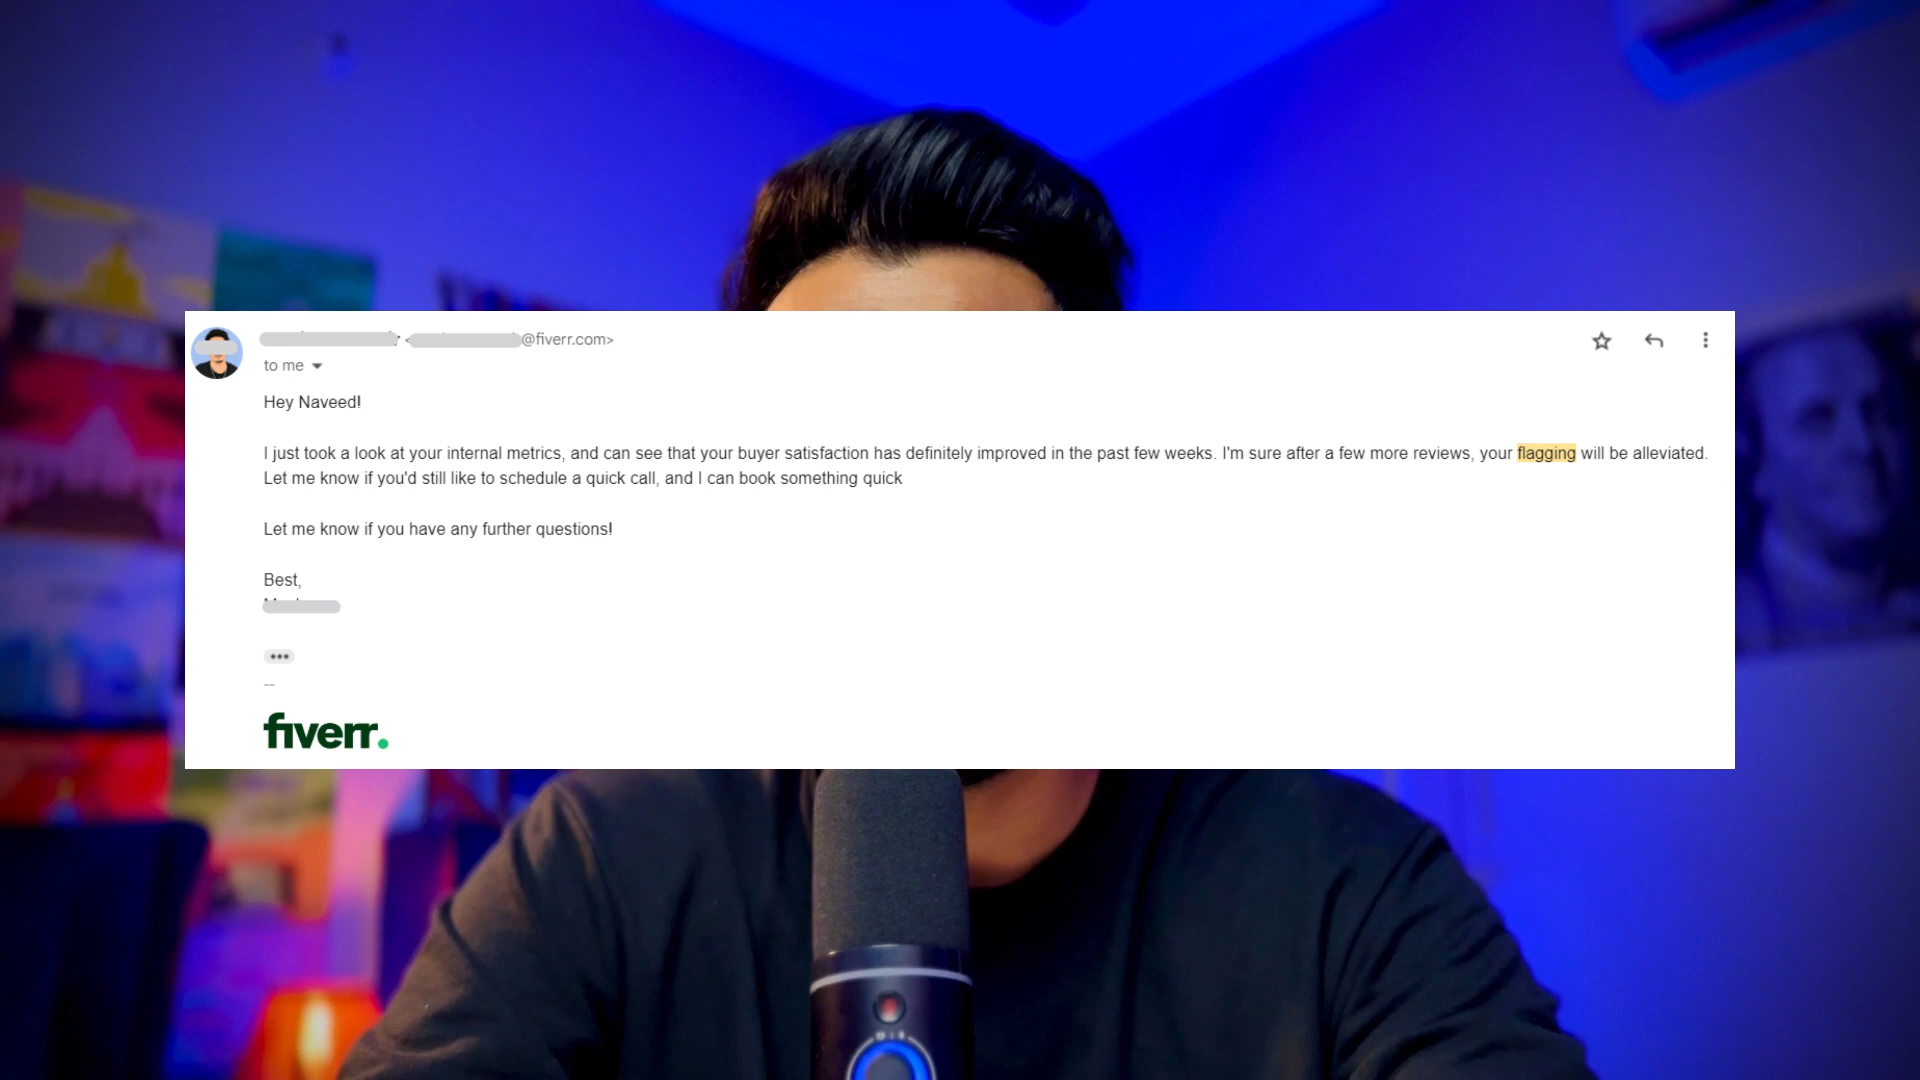 @fiverr.com>
to me
Hey Naveed!
I just took a look at your internal metrics, and can see that your buyer satisfaction has definitely improved in the past few weeks. I'm sure after a few more reviews, your flagging will be alleviated.
Let me know if you'd still like to schedule a quick call, and I can book something quick
Let me know if you have any further questions!
Best,
--
fiverr.